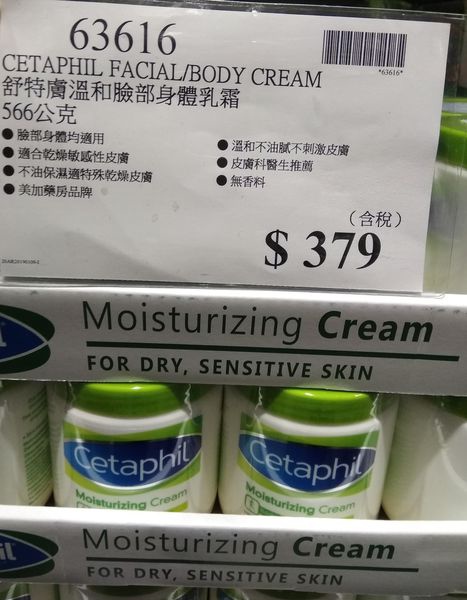 63616
*63616*
CETAPHIL FACIAL/BODY CREAM
舒特膚溫和臉部身體乳霜
566公克
● 臉部身體均適用
● 適合乾燥敏感性皮膚
● 不油保濕適特殊乾燥皮膚
● 美加藥房品牌
● 溫和不油膩不刺激皮膚
● 皮膚科醫生推薦
● 無香料
(含稅)
$ 379
Moisturizing Cream
FOR DRY, SENSITIVE SKIN
Cetaphil
Moisturizing Cream
Cetaphil
Moisturizing Cream
Moisturizing Cream
FOR DRY, SENSITIVE SKIN